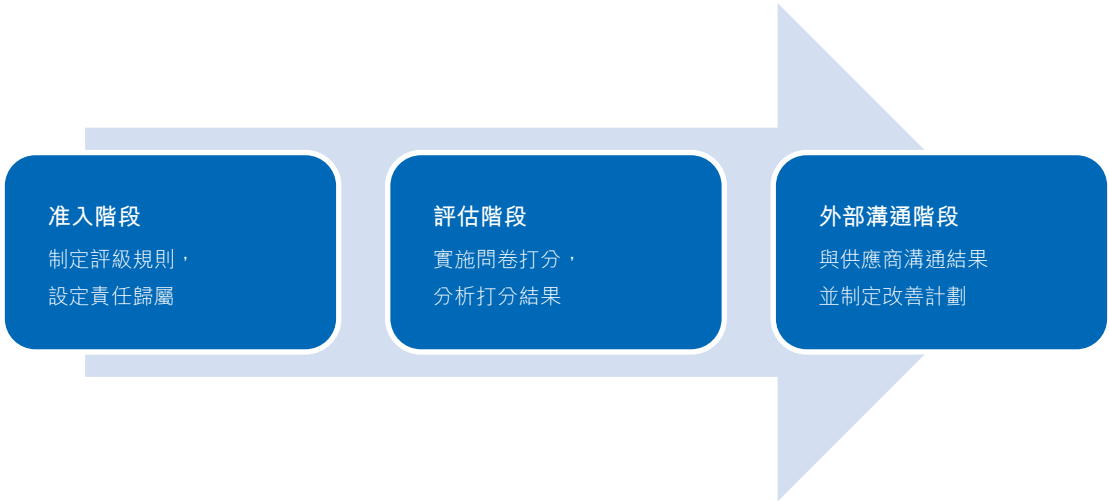 准入階段
制定評級規則，
設定責任歸屬
評估階段
實施問卷打分，
分析打分結果
外部溝通階段
與供應商溝通結果
並制定改善計劃